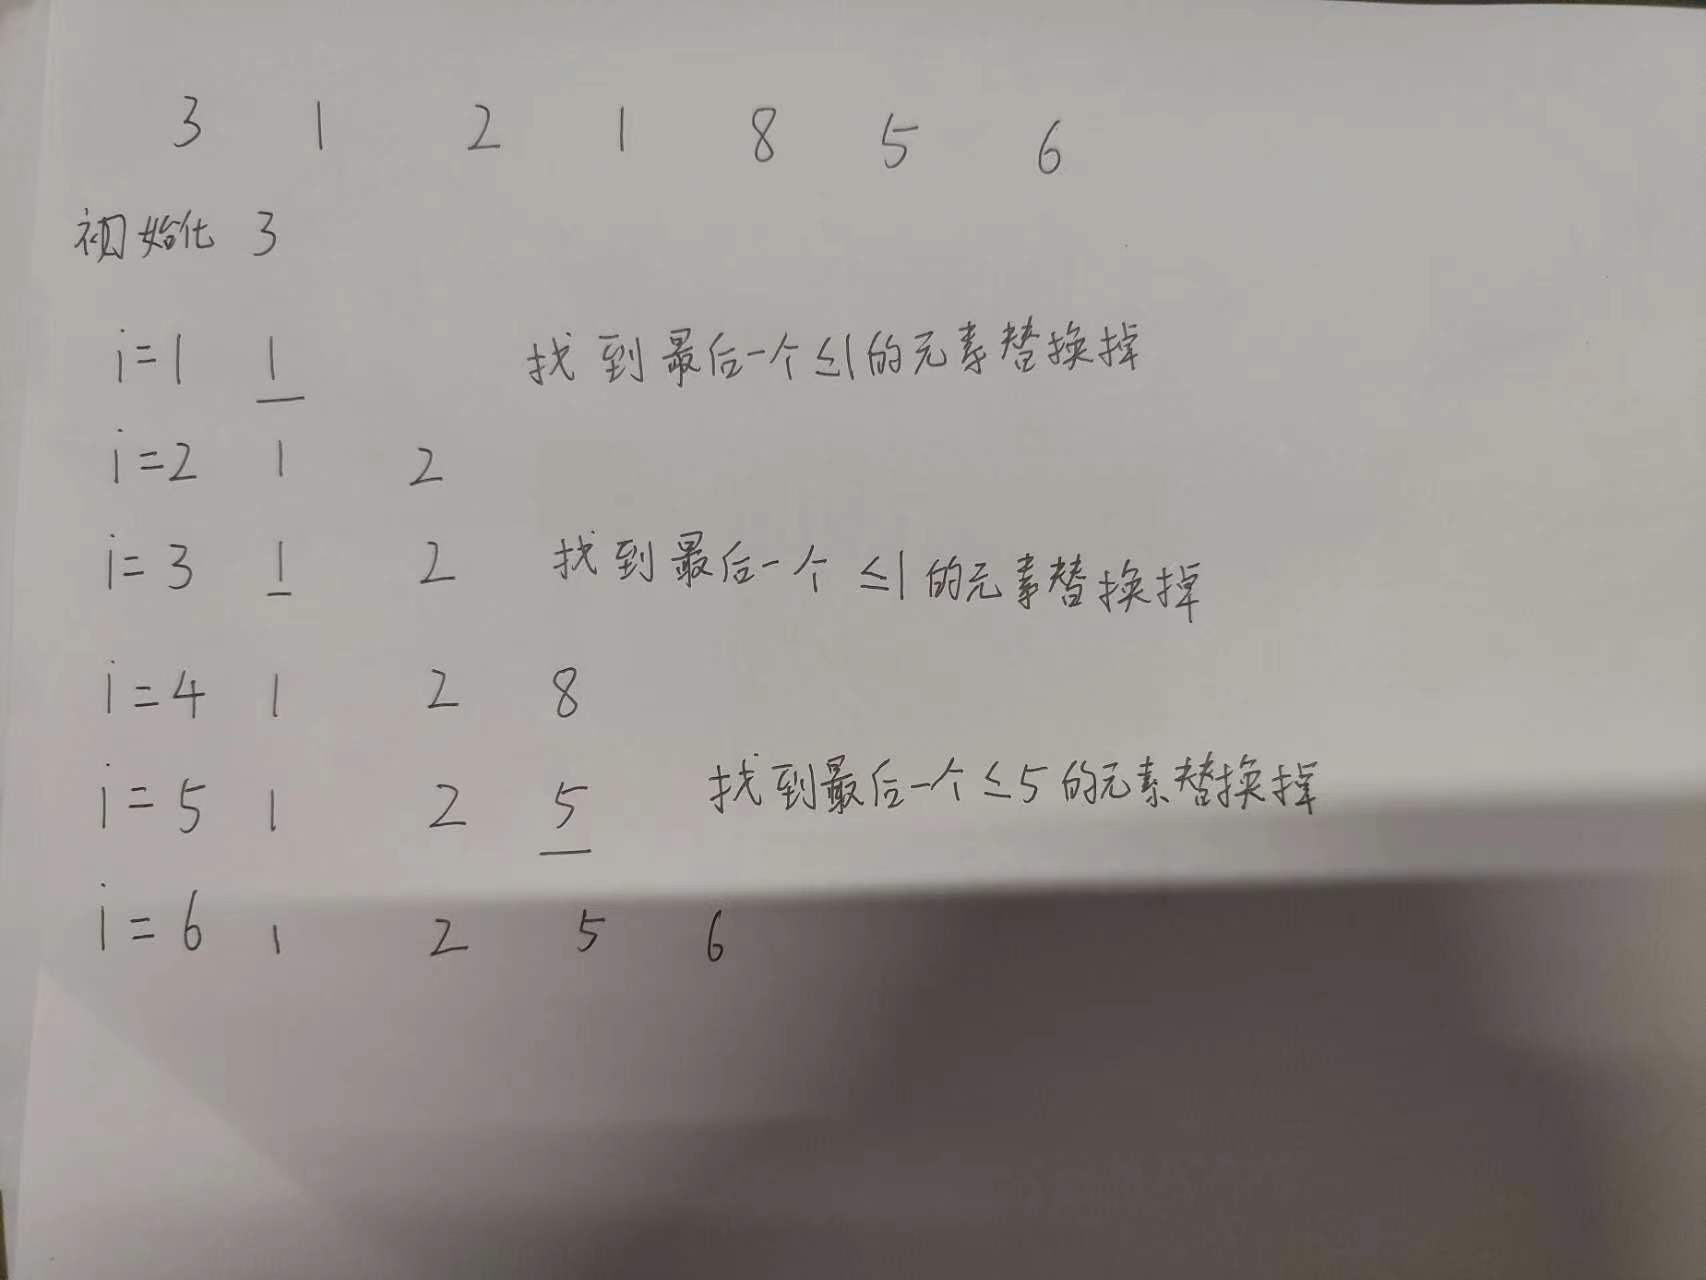 3 1 2 1 8 5 6
初始化 3
i=1 1 找到最后一个≤1的元素替换掉
i=2 1 2
i=3 1 2 找到最后一个≤1的元素替换掉
i=4 1 2 8
i=5 1 2 5 找到最后一个≤5的元素替换掉
i=6 1 2 5 6